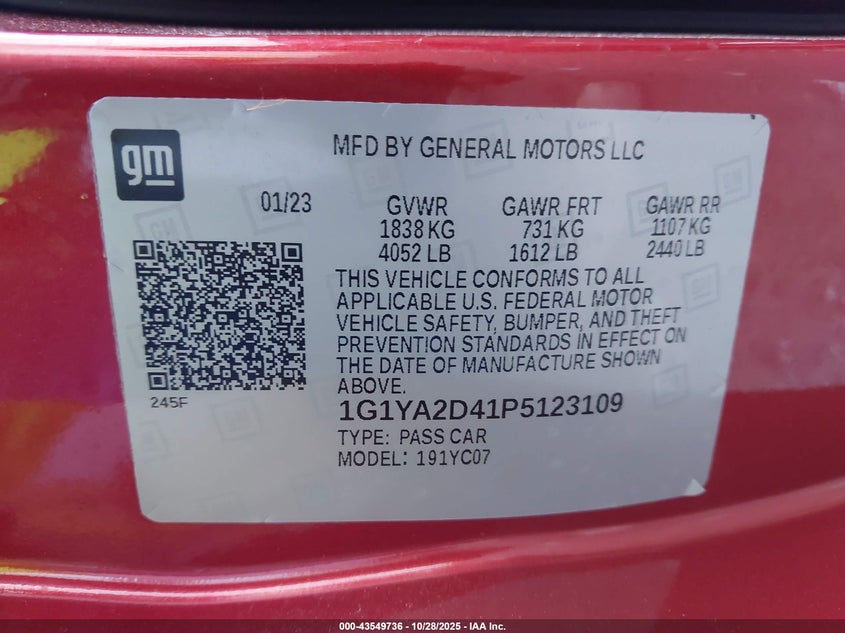 gm
MFD BY GENERAL MOTORS LLC
01/23 GVWR GAWR FRT GAWR RR
1838 KG 731 KG 1107 KG
4052 LB 1612 LB 2440 LB
THIS VEHICLE CONFORMS TO ALL
APPLICABLE U.S. FEDERAL MOTOR
VEHICLE SAFETY, BUMPER, AND THEFT
PREVENTION STANDARDS IN EFFECT ON
THE DATE OF MANUFACTURE SHOWN
ABOVE.
245F
1G1YA2D41P5123109
TYPE: PASS CAR
MODEL: 191YC07
000-43549736 - 10/28/2025 - IAA Inc.